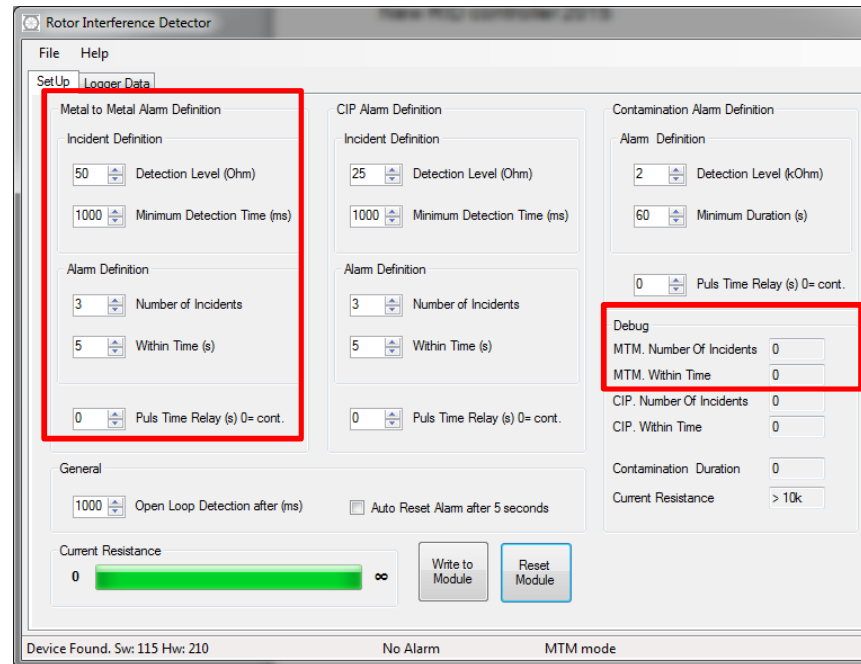 New RID controller 2015
Rotor Interference Detector
File Help
SetUp Logger Data
Metal to Metal Alarm Definition
Incident Definition
50 Detection Level (Ohm)
1000 Minimum Detection Time (ms)
Alarm Definition
3 Number of Incidents
5 Within Time (s)
0 Puls Time Relay (s) 0= cont.
CIP Alarm Definition
Incident Definition
25 Detection Level (Ohm)
1000 Minimum Detection Time (ms)
Alarm Definition
3 Number of Incidents
5 Within Time (s)
0 Puls Time Relay (s) 0= cont.
Contamination Alarm Definition
Alarm Definition
2 Detection Level (kOhm)
60 Minimum Duration (s)
0 Puls Time Relay (s) 0= cont.
Debug
MTM. Number Of Incidents 0
MTM. Within Time 0
CIP. Number Of Incidents 0
CIP. Within Time 0
Contamination Duration 0
Current Resistance > 10k
General
1000 Open Loop Detection after (ms)
Auto Reset Alarm after 5 seconds
Current Resistance
0 ∞
Write to
Module
Reset
Module
Device Found. Sw: 115 Hw: 210 No Alarm MTM mode